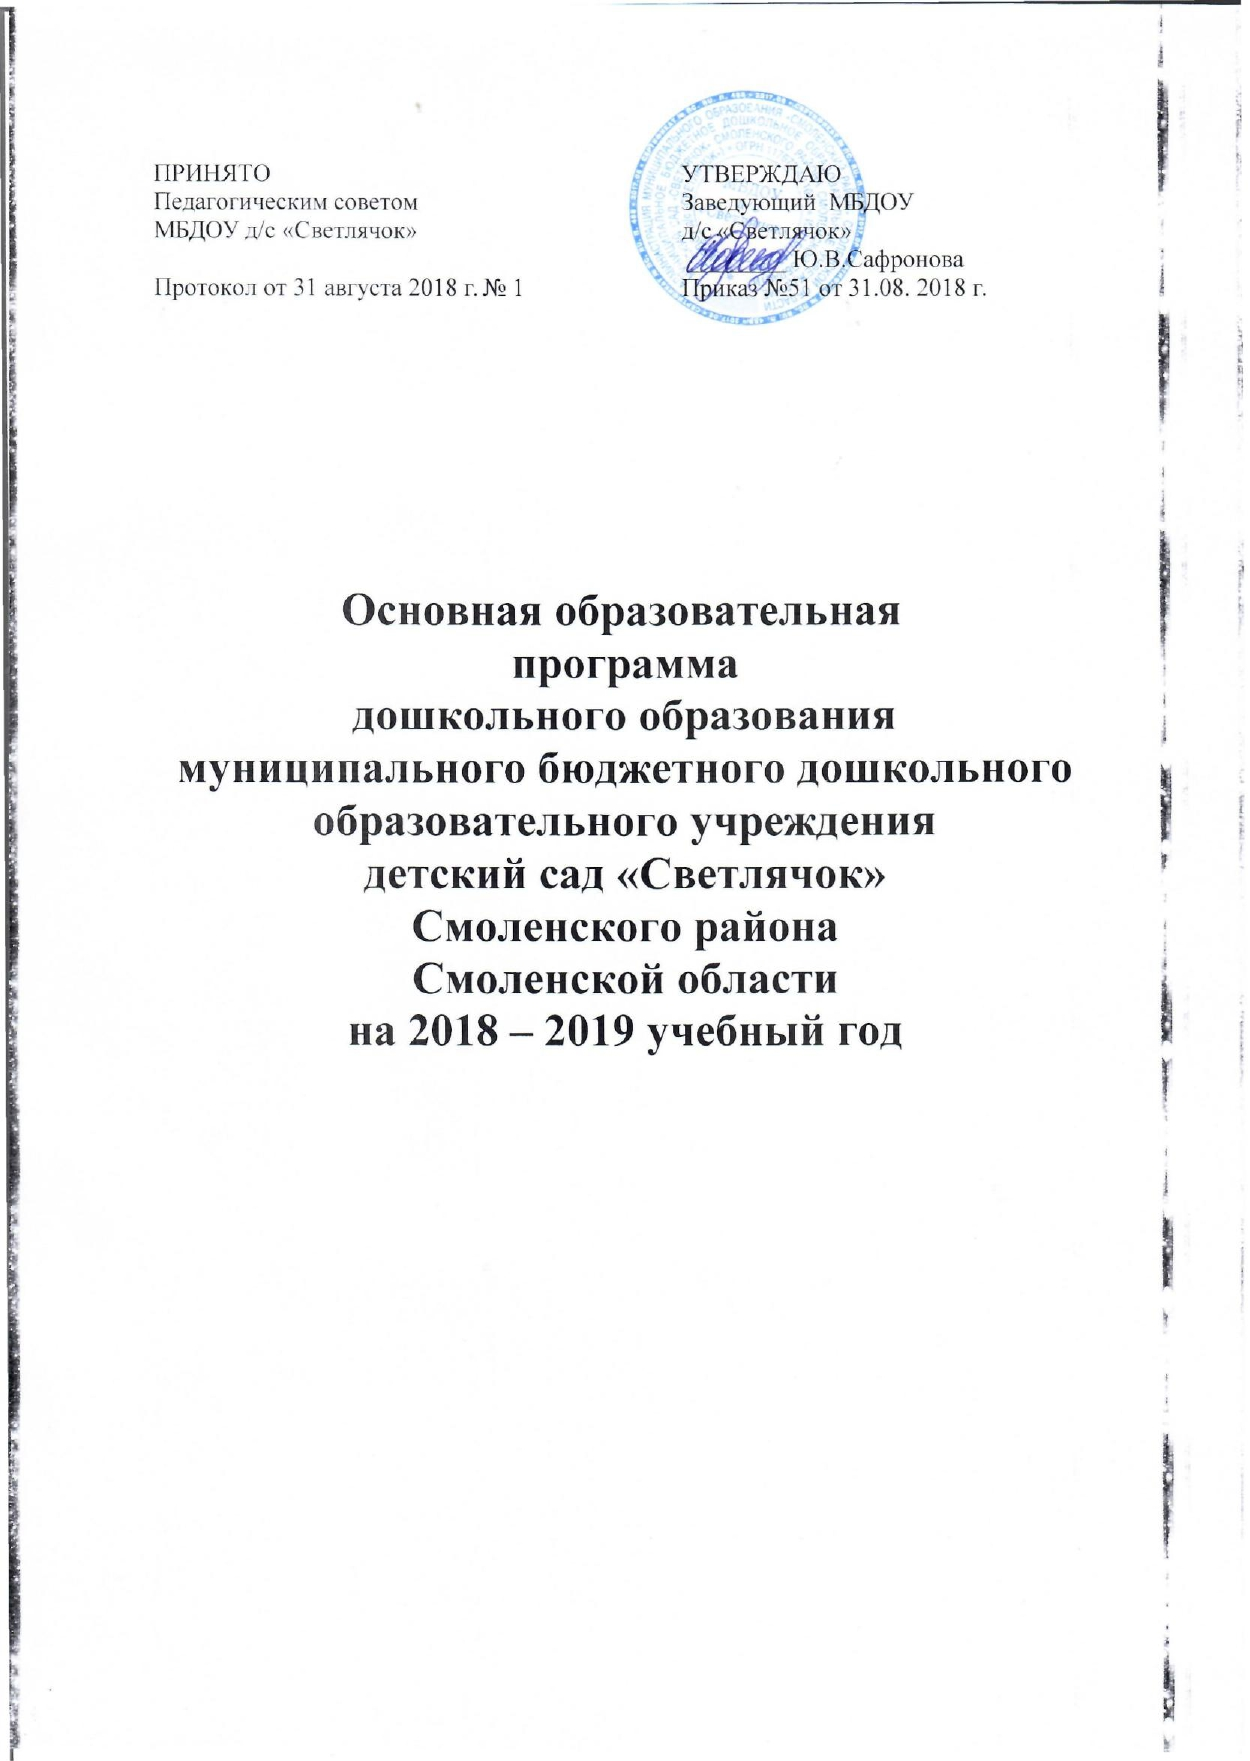 ПРИНЯТО
Педагогическим советом
МБДОУ д/с «Светлячок»
Протокол от 31 августа 2018 г. № 1
УТВЕРЖДАЮ
Заведующий МБДОУ
д/с «Светлячок»
Ю.В.Сафронова
Приказ №51 от 31.08. 2018 г.
Основная образовательная
программа
дошкольного образования
муниципального бюджетного дошкольного
образовательного учреждения
детский сад «Светлячок»
Смоленского района
Смоленской области
на 2018 – 2019 учебный год